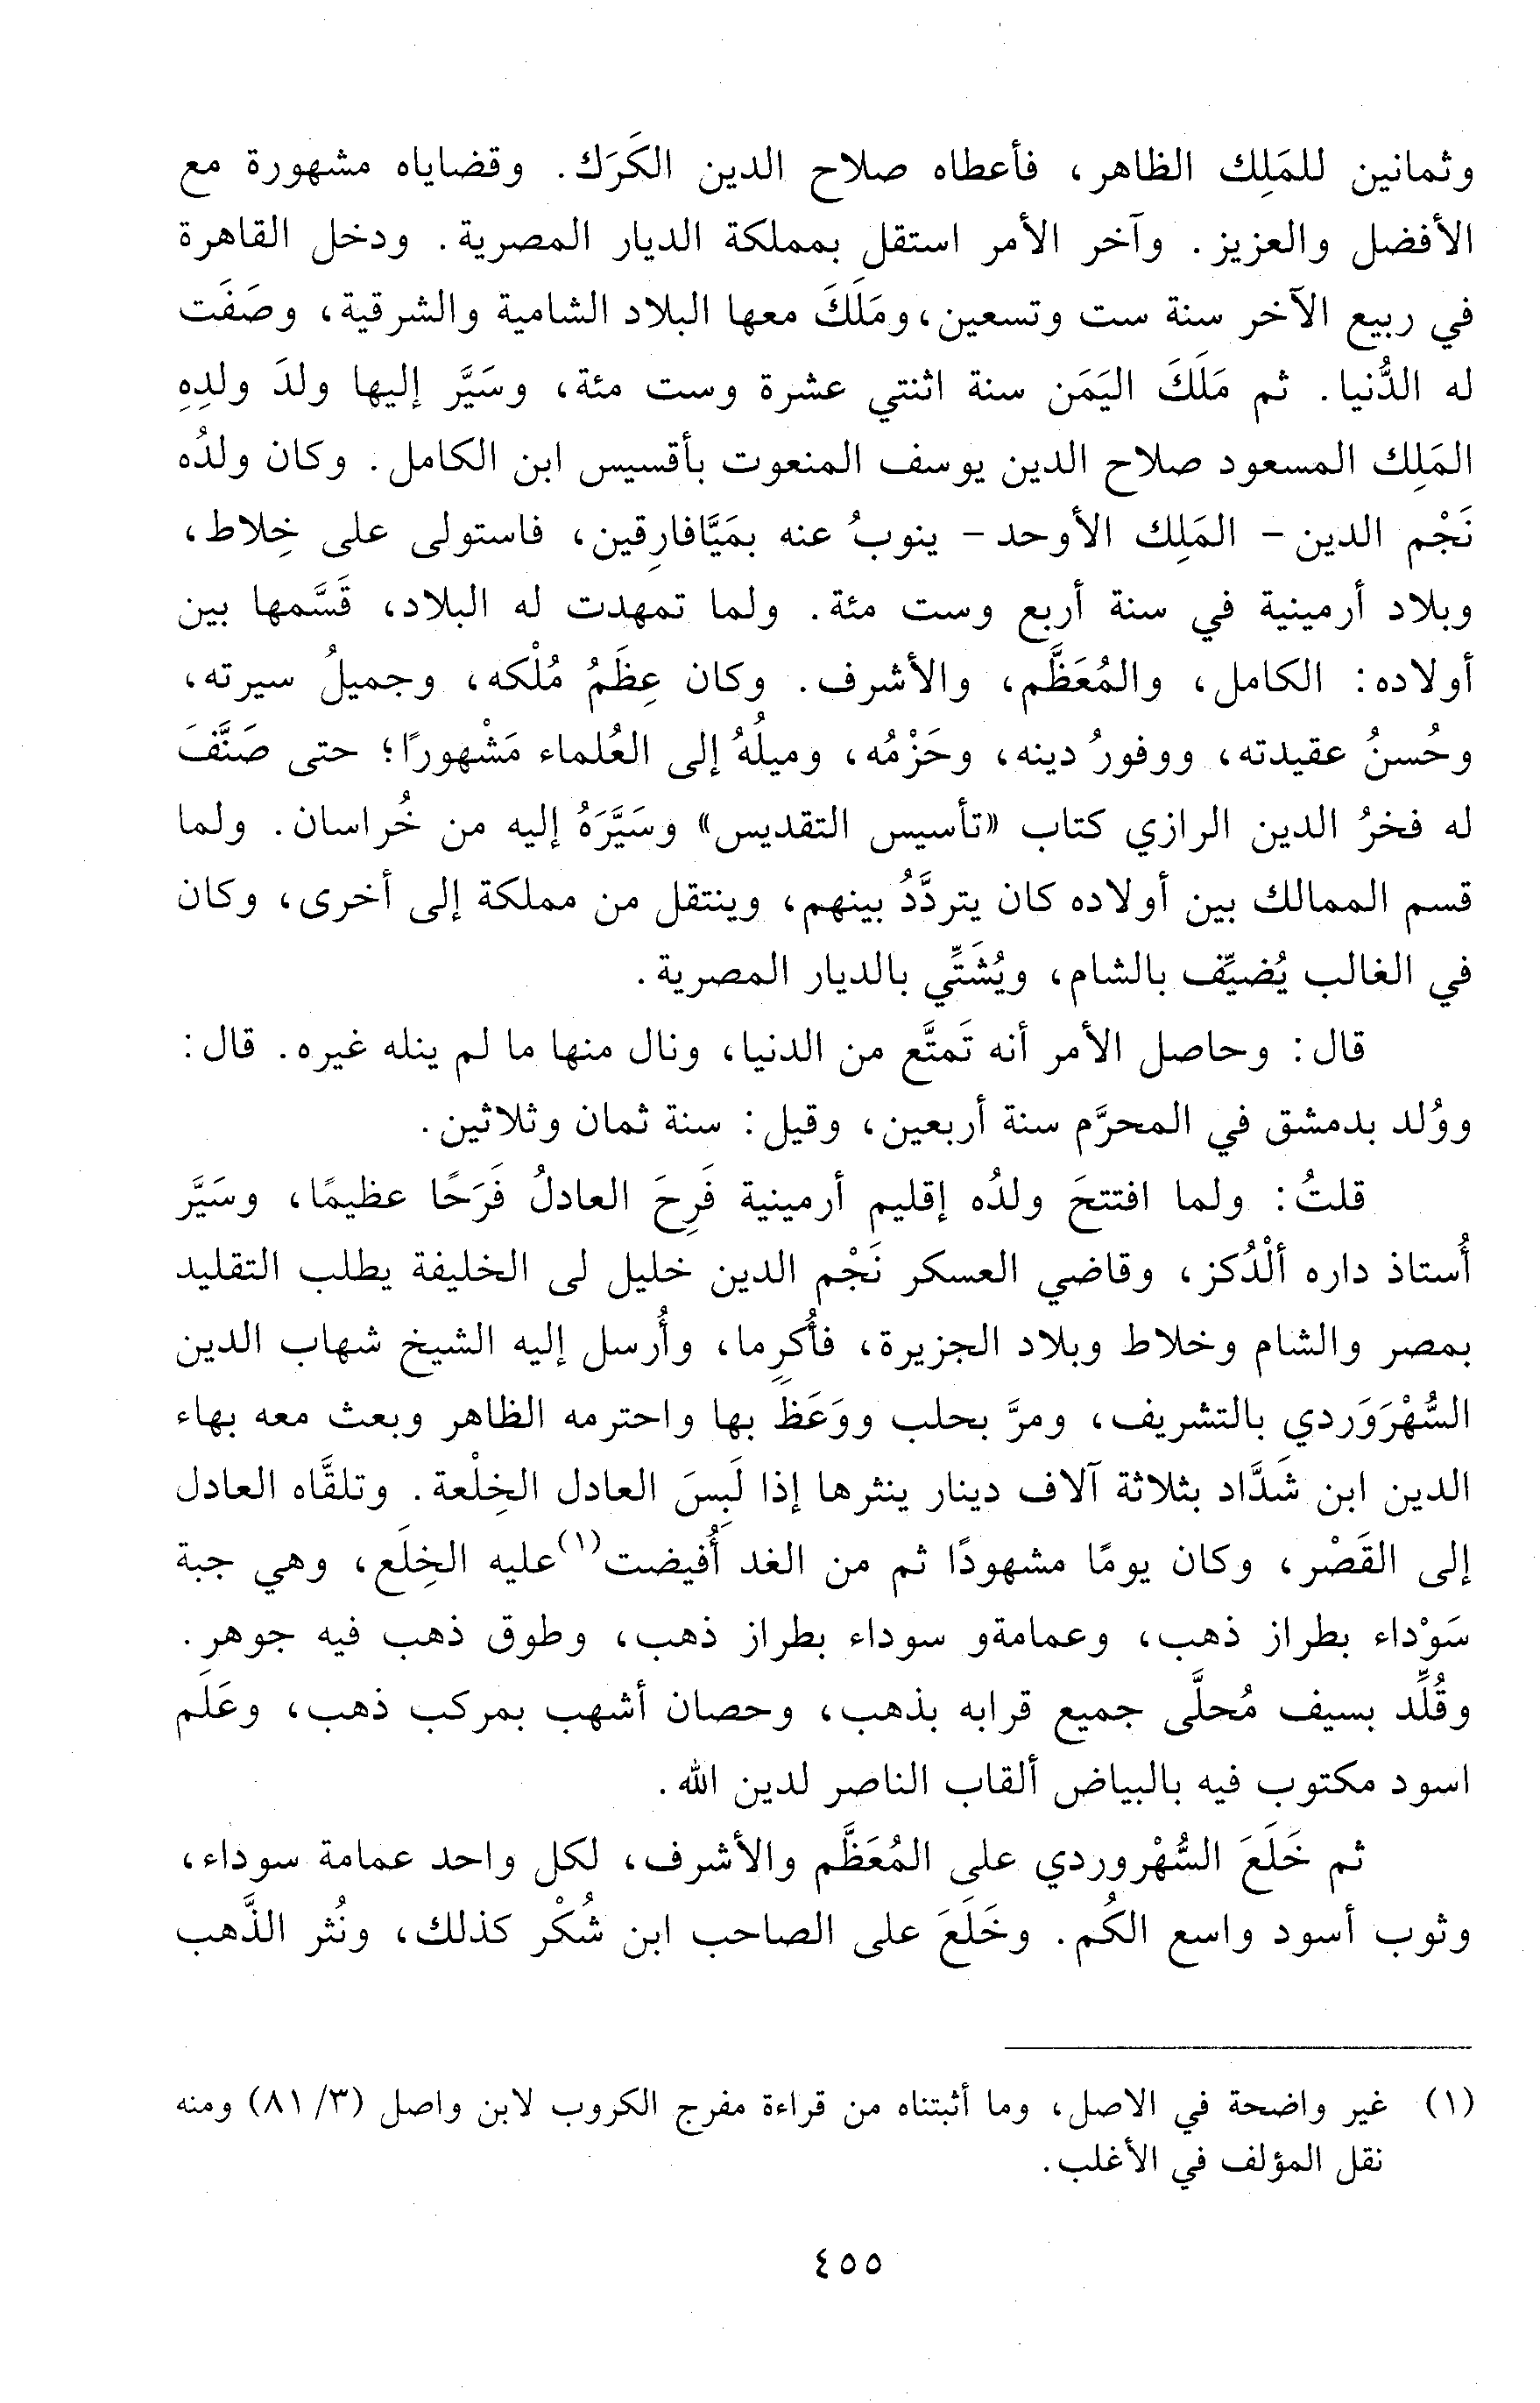 وثمانين للمَلِك الظاهر، فأعطاه صلاح الدين الكَرَك. وقضاياه مشهورة مع
الأفضل والعزيز. وآخر الأمر استقل بمملكة الديار المصرية. ودخل القاهرة
في ربيع الآخر سنة ست وتسعين، ومَلَكَ معها البلاد الشامية والشرقية، وصَفَت
له الدُّنيا. ثم مَلَكَ اليَمَن سنة اثنتي عشرة وست مئة، وسَيَّر إليها ولدَ ولدِهِ
المَلِك المسعود صلاح الدين يوسف المنعوت بأقسيس ابن الكامل. وكان ولدُه
نَجْم الدين - المَلِك الأوحد - ينوبُ عنه بمَيَّافارِقين، فاستولى على خِلاط،
وبلاد أرمينية في سنة أربع وست مئة. ولما تمهدت له البلاد، قَسَّمها بين
أولاده: الكامل، والمُعَظَّم، والأشرف. وكان عِظَمُ مُلْكه، وجميلُ سيرته،
وحُسنُ عقيدته، ووفورُ دينه، وحَزْمُه، وميلُهُ إلى العُلماء مَشْهورًا؛ حتى صَنَّفَ
له فخرُ الدين الرازي كتاب «تأسيس التقديس» وسَيَّرَهُ إليه من خُراسان. ولما
قسم الممالك بين أولاده كان يتردَّدُ بينهم، وينتقل من مملكة إلى أخرى، وكان
في الغالب يُضيِّف بالشام، ويُشَتِّي بالديار المصرية.
قال: وحاصل الأمر أنه تَمتَّع من الدنيا، ونال منها ما لم ينله غيره. قال:
ووُلد بدمشق في المحرَّم سنة أربعين، وقيل: سنة ثمان وثلاثين.
قلتُ: ولما افتتحَ ولدُه إقليم أرمينية فَرِحَ العادلُ فَرَحًا عظيمًا، وسَيَّر
أُستاذ داره ألْدُكز، وقاضي العسكر نَجْم الدين خليل لى الخليفة يطلب التقليد
بمصر والشام وخلاط وبلاد الجزيرة، فأُكرِما، وأُرسل إليه الشيخ شهاب الدين
السُّهْرَوَردي بالتشريف، ومرَّ بحلب ووَعَظَ بها واحترمه الظاهر وبعث معه بهاء
الدين ابن شَدَّاد بثلاثة آلاف دينار ينثرها إذا لَبِسَ العادل الخِلْعة. وتلقَّاه العادل
إلى القَصْر، وكان يومًا مشهودًا ثم من الغد أُفيضت(١) عليه الخِلَع، وهي جبة
سَوْداء بطراز ذهب، وعمامةو سوداء بطراز ذهب، وطوق ذهب فيه جوهر.
وقُلِّد بسيف مُحلَّى جميع قرابه بذهب، وحصان أشهب بمركب ذهب، وعَلَم
اسود مكتوب فيه بالبياض ألقاب الناصر لدين الله.
ثم خَلَعَ السُّهْروردي على المُعَظَّم والأشرف، لكل واحد عمامة سوداء،
وثوب أسود واسع الكُم. وخَلَعَ على الصاحب ابن شُكْر كذلك، ونُثر الذَّهب
(١) غير واضحة في الاصل، وما أثبتناه من قراءة مفرج الكروب لابن واصل (٣/ ٨١) ومنه
نقل المؤلف في الأغلب.
٤٥٥